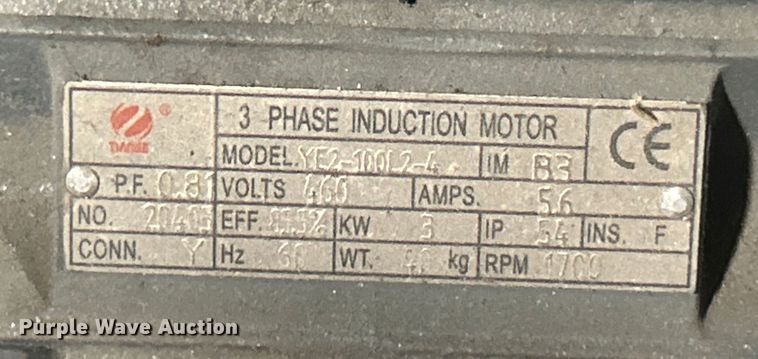 3 PHASE INDUCTION MOTOR
MODEL. YE2-100L2-4 IM B3
CE
P.F. 0.81 VOLTS 460 AMPS. 5.6
NO. EFF. KW 3 IP 54 INS. F
CONN. Y Hz 60 WT. kg RPM 1700
Purple Wave Auction